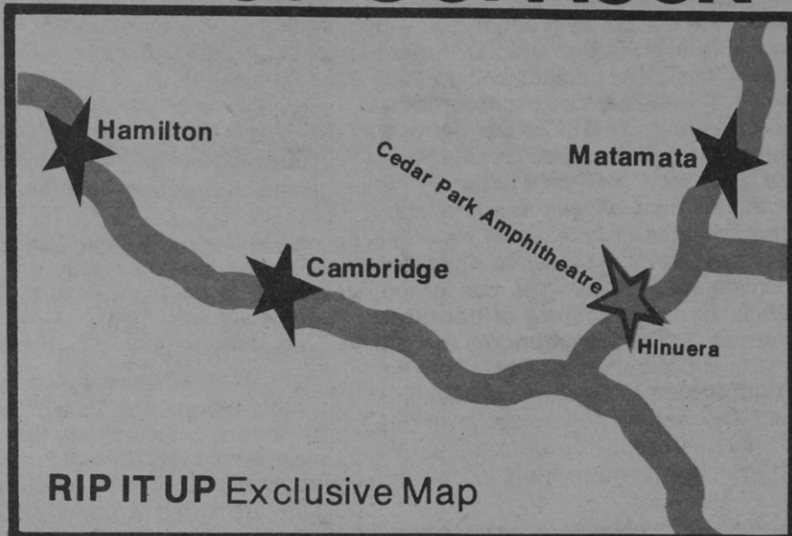 Hamilton
Cedar Park Amphitheatre
Matamata
Cambridge
Hinuera
RIP IT UP Exclusive Map